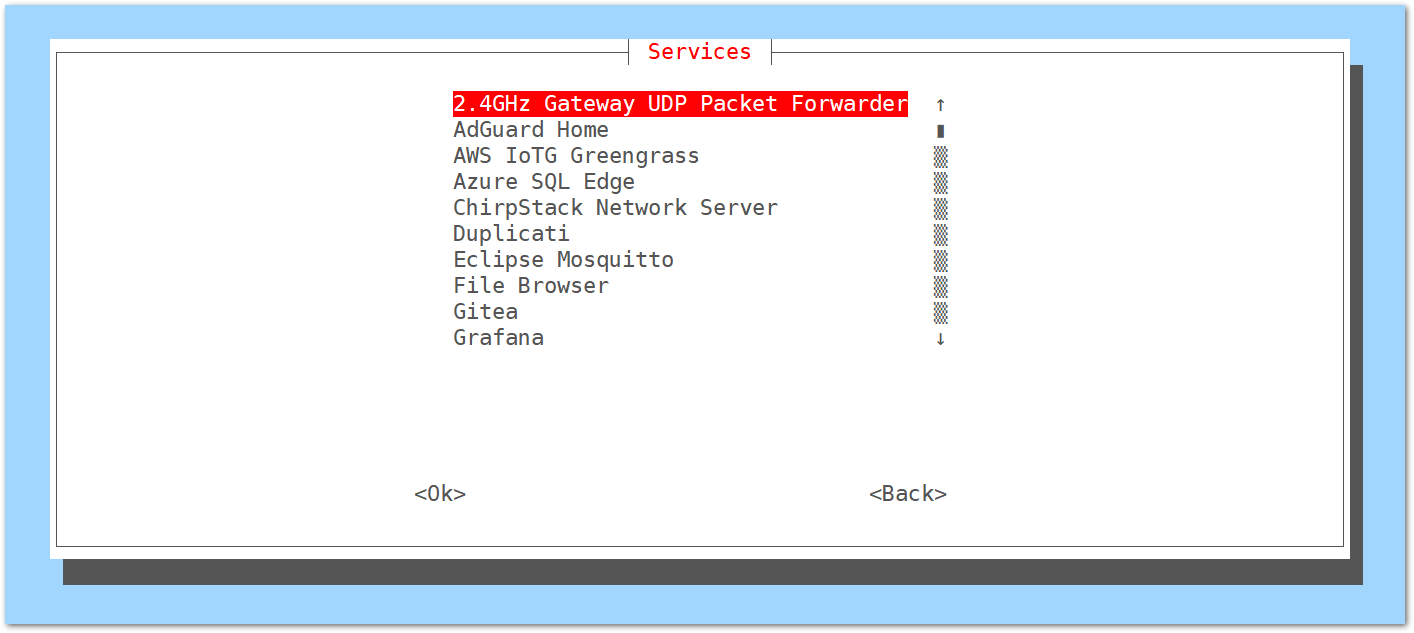 Services
2.4GHz Gateway UDP Packet Forwarder ↑
AdGuard Home
AWS IoTG Greengrass
Azure SQL Edge
ChirpStack Network Server
Duplicati
Eclipse Mosquitto
File Browser
Gitea
Grafana ↓
<Ok> <Back>